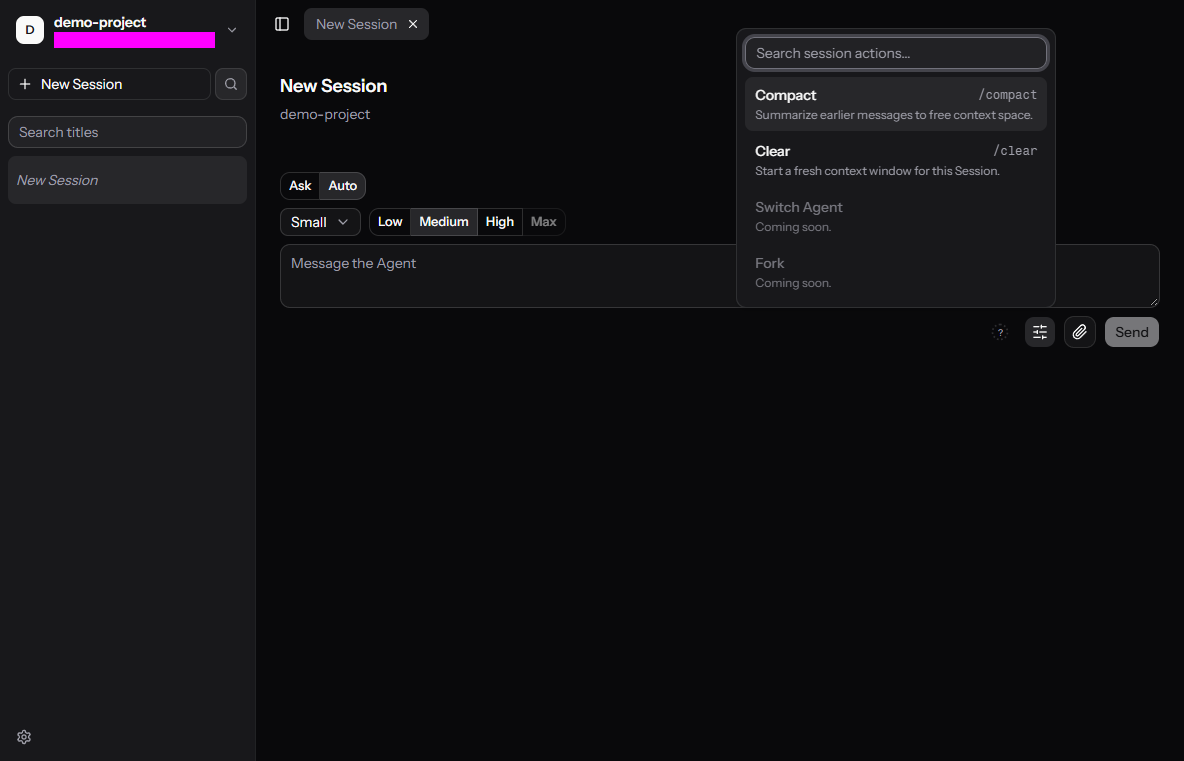 D
demo-project
New Session
Search titles
New Session
New Session
New Session
demo-project
Ask Auto
Small Low Medium High Max
Message the Agent
Search session actions...
Compact /compact
Summarize earlier messages to free context space.
Clear /clear
Start a fresh context window for this Session.
Switch Agent
Coming soon.
Fork
Coming soon.
? Send